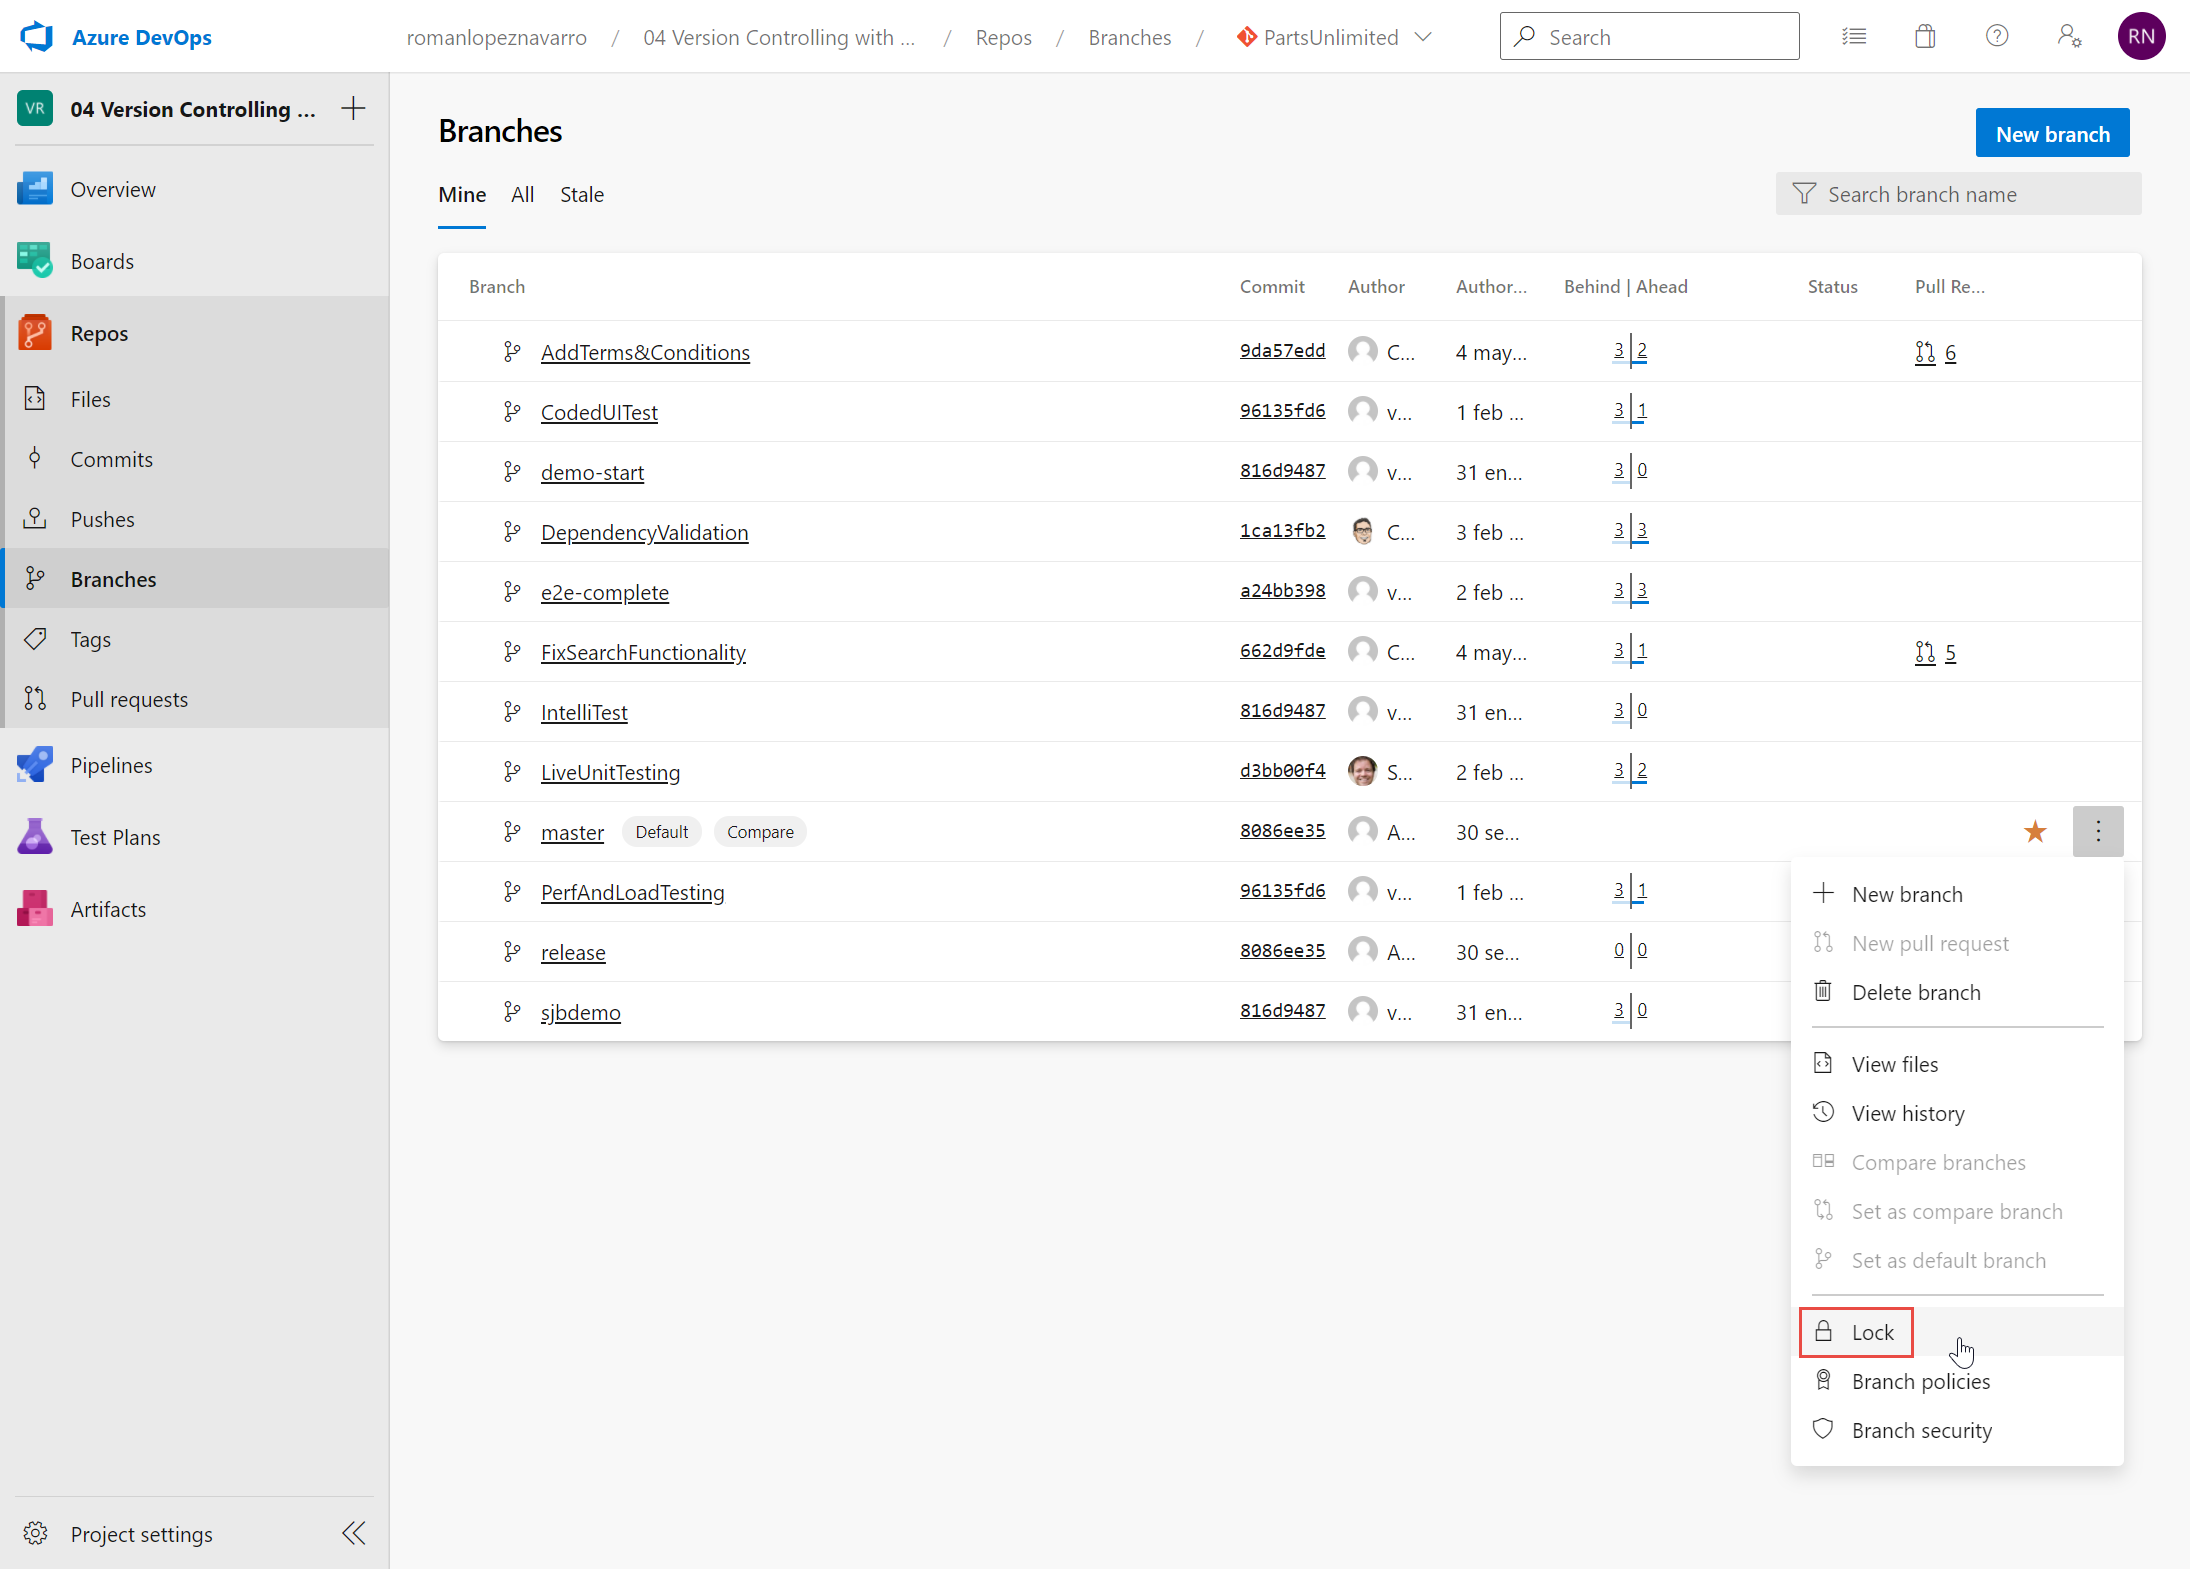 Azure DevOps
romanlopeznavarro / 04 Version Controlling with ... / Repos / Branches / PartsUnlimited
Search
RN
VR 04 Version Controlling ...
Overview
Boards
Repos
Files
Commits
Pushes
Branches
Tags
Pull requests
Pipelines
Test Plans
Artifacts
Project settings
Branches
New branch
Mine All Stale
Search branch name
Branch Commit Author Author... Behind | Ahead Status Pull Re...
AddTerms&Conditions 9da57edd C... 4 may... 3 2 6
CodedUITest 96135fd6 v... 1 feb ... 3 1
demo-start 816d9487 v... 31 en... 3 0
DependencyValidation 1ca13fb2 C... 3 feb ... 3 3
e2e-complete a24bb398 v... 2 feb ... 3 3
FixSearchFunctionality 662d9fde C... 4 may... 3 1 5
IntelliTest 816d9487 v... 31 en... 3 0
LiveUnitTesting d3bb00f4 S... 2 feb ... 3 2
master Default Compare 8086ee35 A... 30 se...
PerfAndLoadTesting 96135fd6 v... 1 feb ... 3 1
release 8086ee35 A... 30 se... 0 0
sjbdemo 816d9487 v... 31 en... 3 0
New branch
New pull request
Delete branch
View files
View history
Compare branches
Set as compare branch
Set as default branch
Lock
Branch policies
Branch security